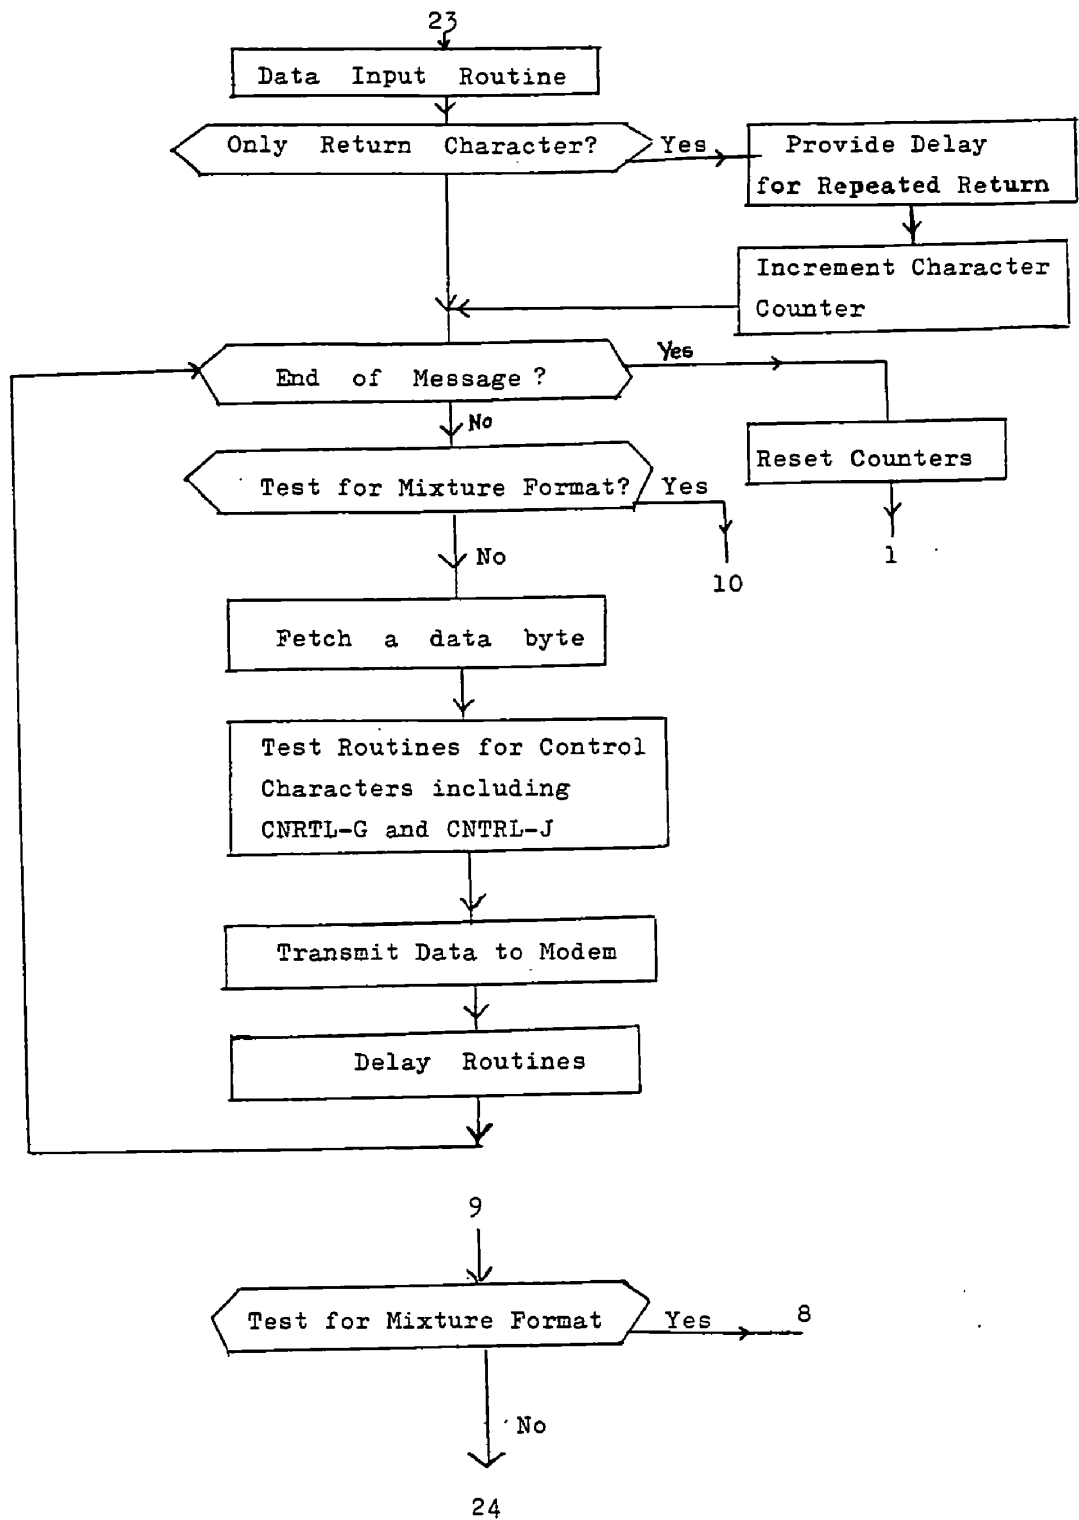 23
Data Input Routine
Only Return Character?
Yes
Provide Delay
for Repeated Return
Increment Character
Counter
End of Message?
Yes
No
Reset Counters
1
Test for Mixture Format?
Yes
10
No
Fetch a data byte
Test Routines for Control
Characters including
CNRTL-G and CNTRL-J
Transmit Data to Modem
Delay Routines
9
Test for Mixture Format
Yes
8
No
24